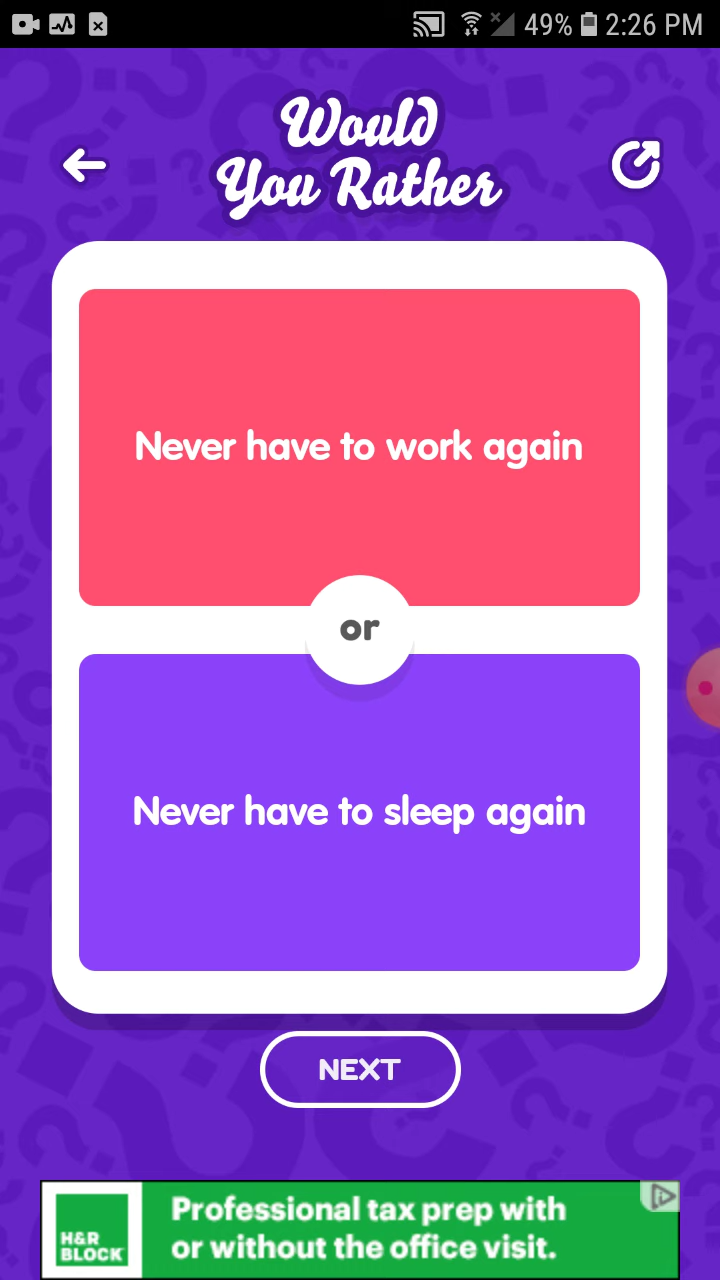 49% 2:26 PM
Would
You Rather
Never have to work again
or
Never have to sleep again
NEXT
H&R
BLOCK
Professional tax prep with
or without the office visit.